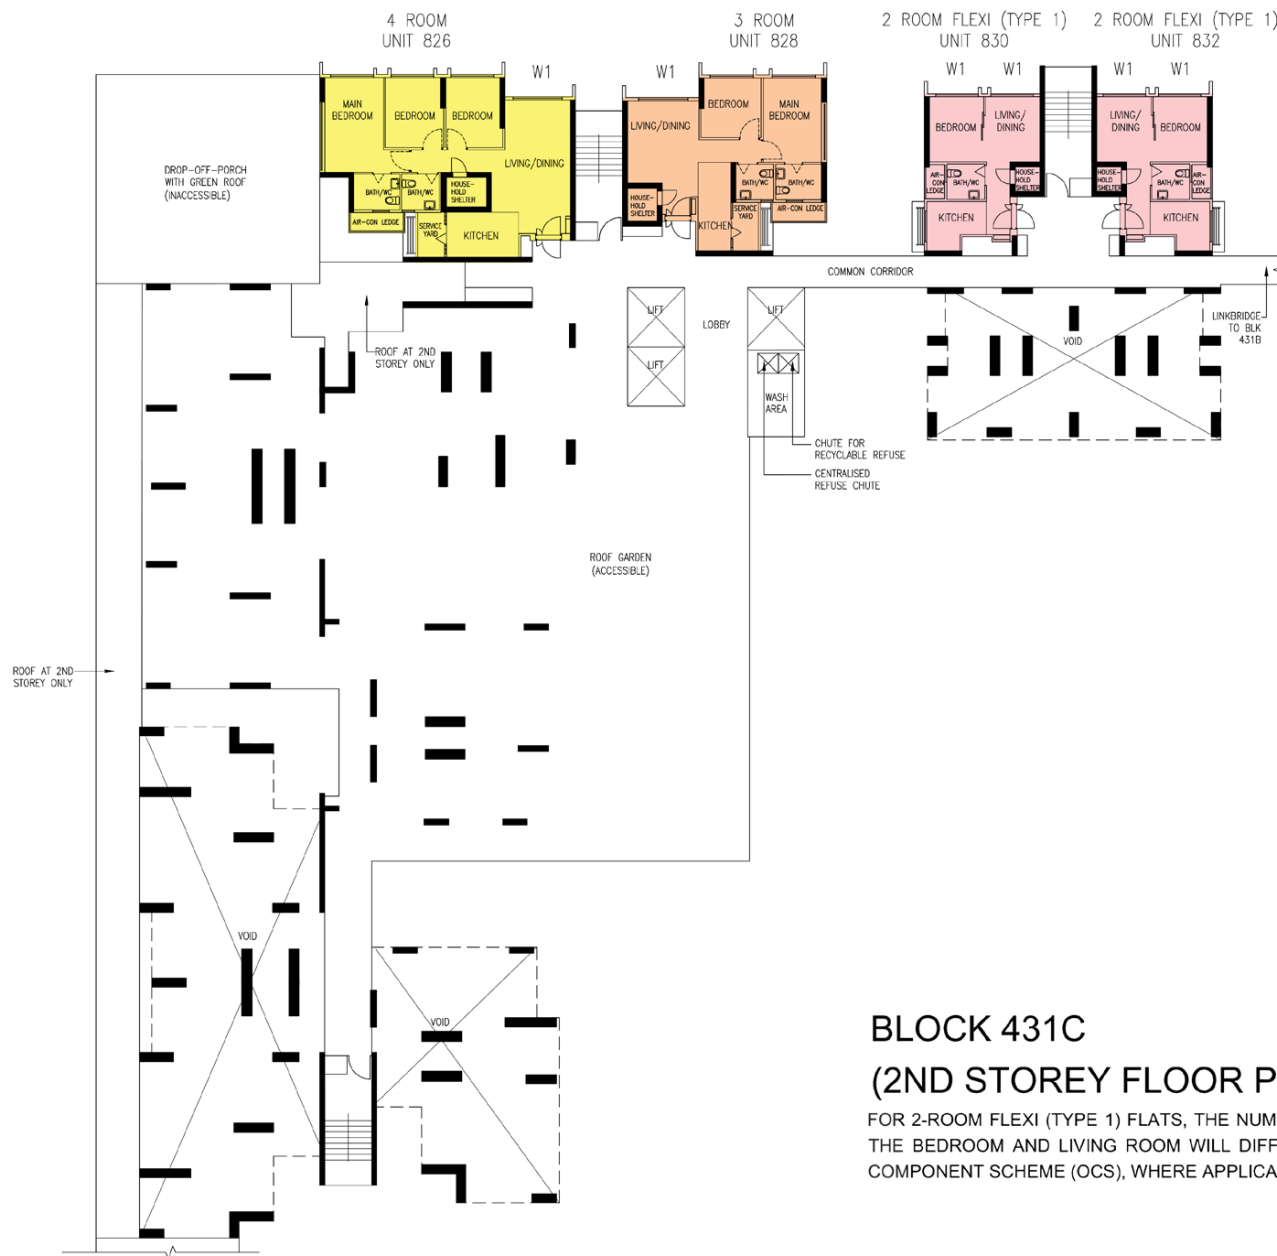 4 ROOM
UNIT 826
3 ROOM
UNIT 828
2 ROOM FLEXI (TYPE 1)
UNIT 830
2 ROOM FLEXI (TYPE 1)
UNIT 832
W1
W1
W1
W1
W1
W1
MAIN
BEDROOM
BEDROOM
BEDROOM
LIVING/DINING
BATH/WC
BATH/WC
HOUSE-
HOLD
SHELTER
AIR-CON LEDGE
SERVICE
YARD
KITCHEN
LIVING/DINING
BEDROOM
MAIN
BEDROOM
HOUSE-
HOLD
SHELTER
BATH/WC
BATH/WC
KITCHEN
SERVICE
YARD
AIR-CON LEDGE
BEDROOM
LIVING/
DINING
AIR-
CON
LEDGE
BATH/WC
HOUSE-
HOLD
SHELTER
KITCHEN
LIVING/
DINING
BEDROOM
HOUSE-
HOLD
SHELTER
BATH/WC
AIR-
CON
LEDGE
KITCHEN
DROP-OFF-PORCH
WITH GREEN ROOF
(INACCESSIBLE)
COMMON CORRIDOR
LIFT
LOBBY
LIFT
LIFT
LINKBRIDGE
TO BLK
431B
VOID
ROOF AT 2ND
STOREY ONLY
WASH
AREA
CHUTE FOR
RECYCLABLE REFUSE
CENTRALISED
REFUSE CHUTE
ROOF GARDEN
(ACCESSIBLE)
ROOF AT 2ND
STOREY ONLY
VOID
VOID
BLOCK 431C
(2ND STOREY FLOOR P
FOR 2-ROOM FLEXI (TYPE 1) FLATS, THE NUM
THE BEDROOM AND LIVING ROOM WILL DIFF
COMPONENT SCHEME (OCS), WHERE APPLICA